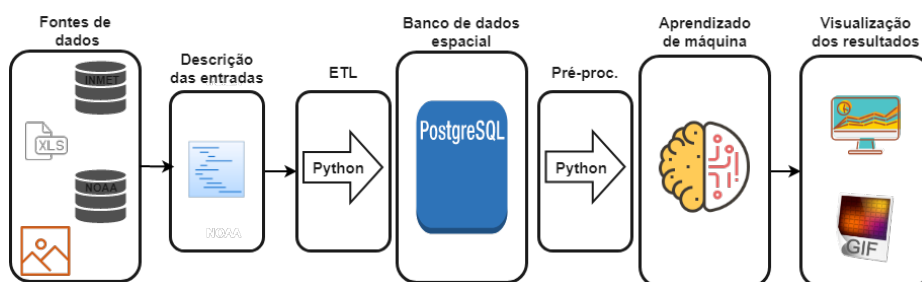 Fontes de
dados
INMET
XLS
NOAA
Descrição
das entradas
NOAA
ETL
Python
Banco de dados
espacial
PostgreSQL
Pré-proc.
Python
Aprendizado
de máquina
Visualização
dos resultados
GIF